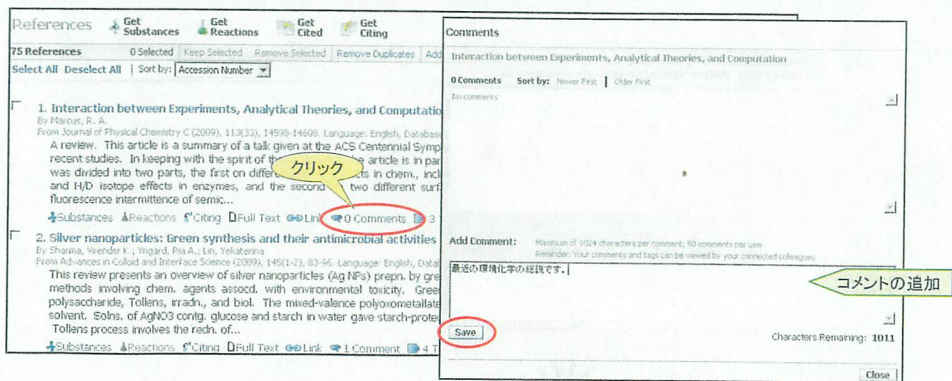 References Get Substances Get Reactions Get Cited Get Citing
75 References 0 Selected Keep Selected Remove Selected Remove Duplicates Add
Select All Deselect All | Sort by: Accession Number
1. Interaction between Experiments, Analytical Theories, and Computatio
By Marcus, R. A.
From Journal of Physical Chemistry C (2009), 113(33), 14598-14608. Language: English, Database
A review. This article is a summary of a talk given at the ACS Centennial Symp
recent studies. In keeping with the spirit of the article is in par
was divided into two parts, the first on differe ts in chem., incl
and H/D isotope effects in enzymes, and the second two different surf
fluorescence intermittence of semic...
Substances Reactions Citing Full Text Link 0 Comments 3
クリック
2. Silver nanoparticles: Green synthesis and their antimicrobial activities
By Sharma, Virender K.; Yngard, Ria A.; Lin, Yekaterina
From Advances in Colloid and Interface Science (2009), 145(1-2), 83-96. Language: English, Datab
This review presents an overview of silver nanoparticles (Ag NPs) prepn. by gre
methods involving chem. agents assocd. with environmental toxicity. Gree
polysaccharide, Tollens, irradn., and biol. The mixed-valence polyoxometallate
solvent. Solns. of AgNO3 contg. glucose and starch in water gave starch-protec
Tollens process involves the redn. of...
Substances Reactions Citing Full Text Link 1 Comment 4 T
Comments
Interaction between Experiments, Analytical Theories, and Computation
0 Comments Sort by: Newer First | Older First
No comments
Add Comment: Maximum of 1024 characters per comment; 50 comments per user
Reminder: Your comments and tags can be viewed by your connected colleagues
最近の環境化学の総説です.
コメントの追加
Save
Characters Remaining: 1011
Close